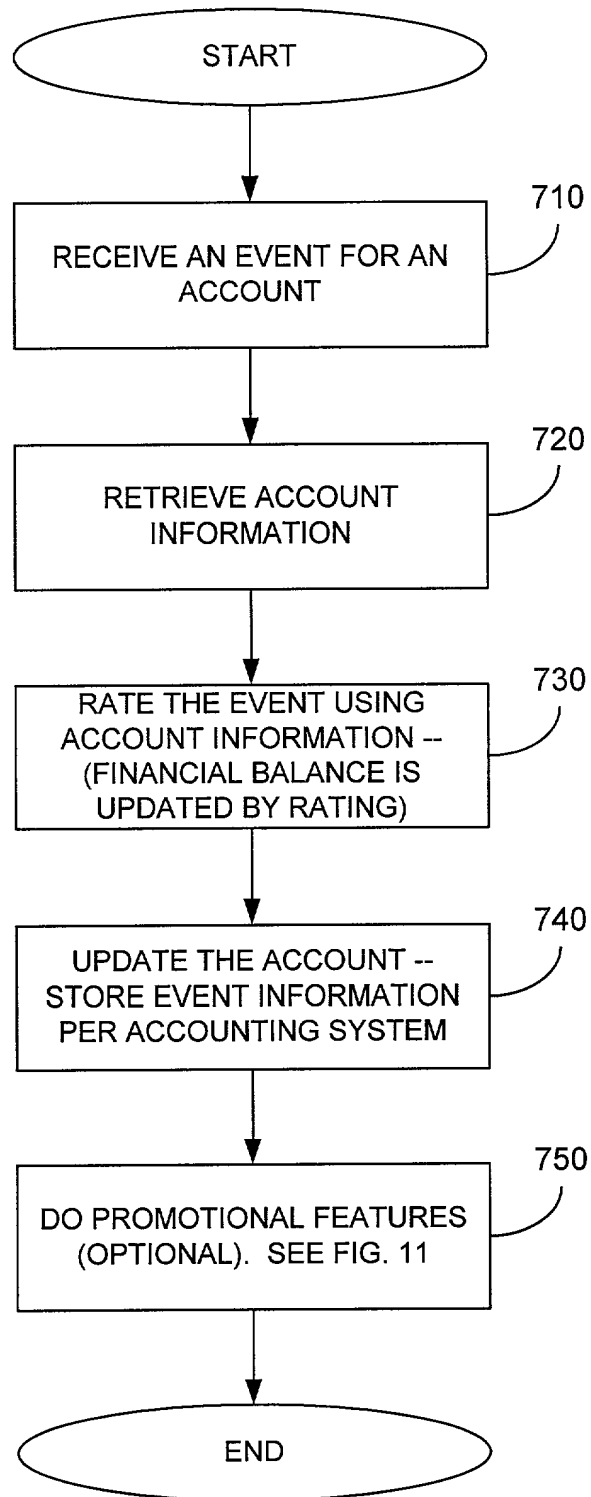 START
710
RECEIVE AN EVENT FOR AN
ACCOUNT
720
RETRIEVE ACCOUNT
INFORMATION
730
RATE THE EVENT USING
ACCOUNT INFORMATION --
(FINANCIAL BALANCE IS
UPDATED BY RATING)
740
UPDATE THE ACCOUNT --
STORE EVENT INFORMATION
PER ACCOUNTING SYSTEM
750
DO PROMOTIONAL FEATURES
(OPTIONAL). SEE FIG. 11
END